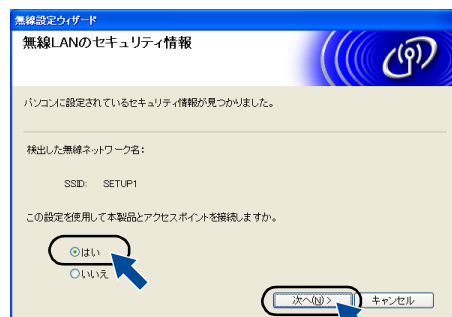 無線設定ウィザード
無線LANのセキュリティ情報
パソコンに設定されているセキュリティ情報が見つかりました。
検出した無線ネットワーク名:
SSID: SETUP1
この設定を使用して本製品とアクセスポイントを接続しますか。
はい
いいえ
次へ(N) > キャンセル